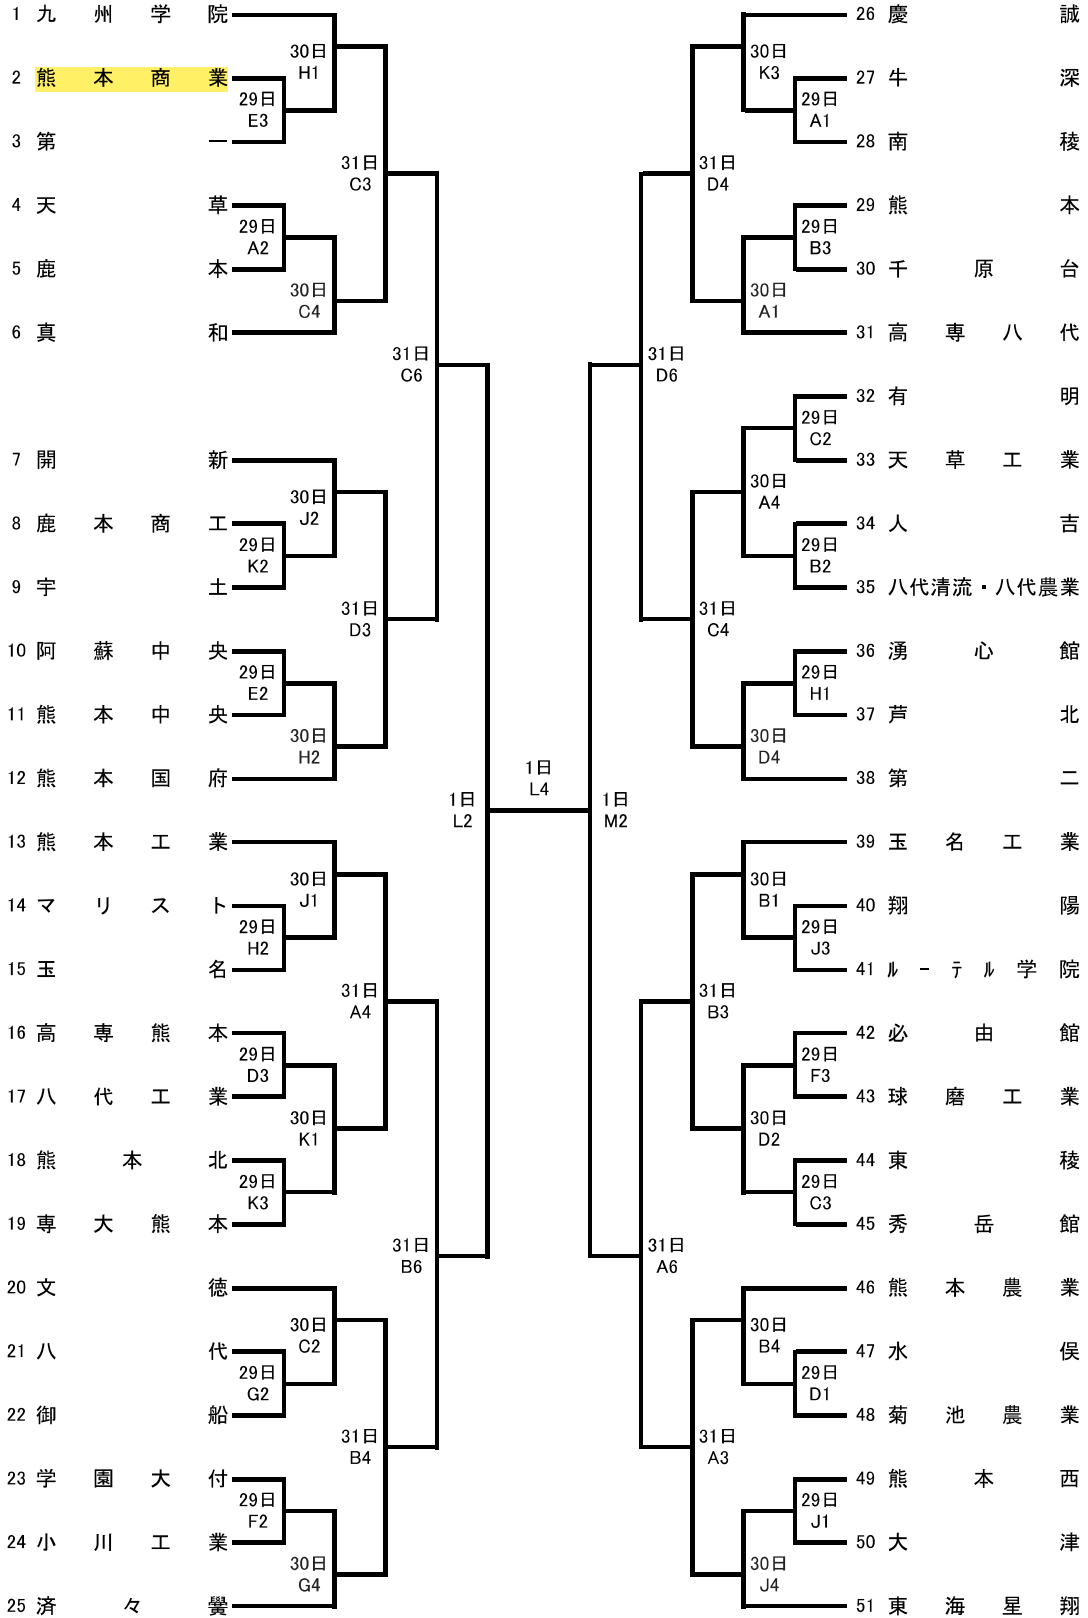 1 九州学院
2 熊本商業
3 第一
4 天草
5 鹿本
6 真和
7 開新
8 鹿本商工
9 宇土
10 阿蘇中央
11 熊本中央
12 熊本国府
13 熊本工業
14 マリスト
15 玉名
16 高専熊本
17 八代工業
18 熊本北
19 専大熊本
20 文徳
21 八代
22 御船
23 学園大付
24 小川工業
25 済々黌
29日
E3
29日
A2
29日
K2
29日
E2
29日
H2
29日
D3
29日
K3
29日
G2
29日
F2
30日
H1
30日
C4
30日
J2
30日
H2
30日
J1
30日
K1
30日
C2
30日
G4
31日
C3
31日
D3
31日
A4
31日
B4
31日
C6
31日
B6
1日
L2
1日
L4
1日
M2
31日
D6
31日
A6
31日
D4
31日
C4
31日
B3
31日
A3
30日
K3
30日
A1
30日
A4
30日
D4
30日
B1
30日
D2
30日
B4
30日
J4
29日
A1
29日
B3
29日
C2
29日
B2
29日
H1
29日
J3
29日
F3
29日
C3
29日
D1
29日
J1
26 慶誠
27 牛深
28 南稜
29 熊本
30 千原台
31 高専八代
32 有明
33 天草工業
34 人吉
35 八代清流・八代農業
36 湧心館
37 芦北
38 第二
39 玉名工業
40 翔陽
41 ﾙｰﾃﾙ学院
42 必由館
43 球磨工業
44 東稜
45 秀岳館
46 熊本農業
47 水俣
48 菊池農業
49 熊本西
50 大津
51 東海星翔